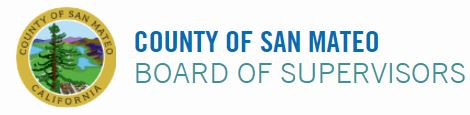 COUNTY OF SAN MATEO
CALIFORNIA
COUNTY OF SAN MATEO
BOARD OF SUPERVISORS